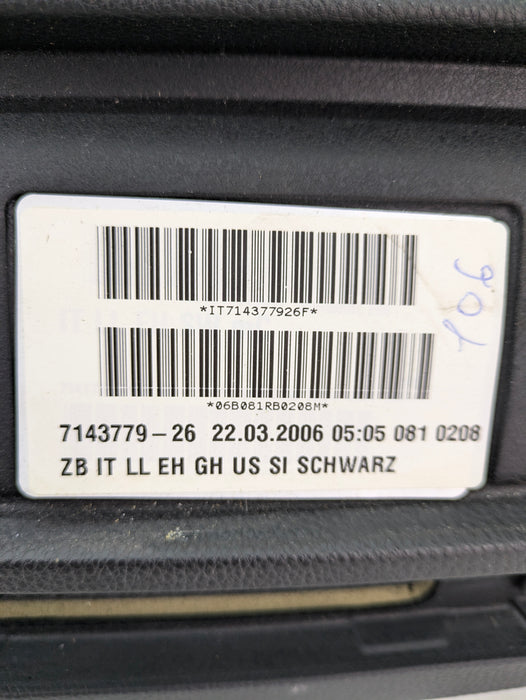 *IT714377926F*
*06B081RB0208M*
7143779-26 22.03.2006 05:05 081 0208
ZB IT LL EH GH US SI SCHWARZ
906